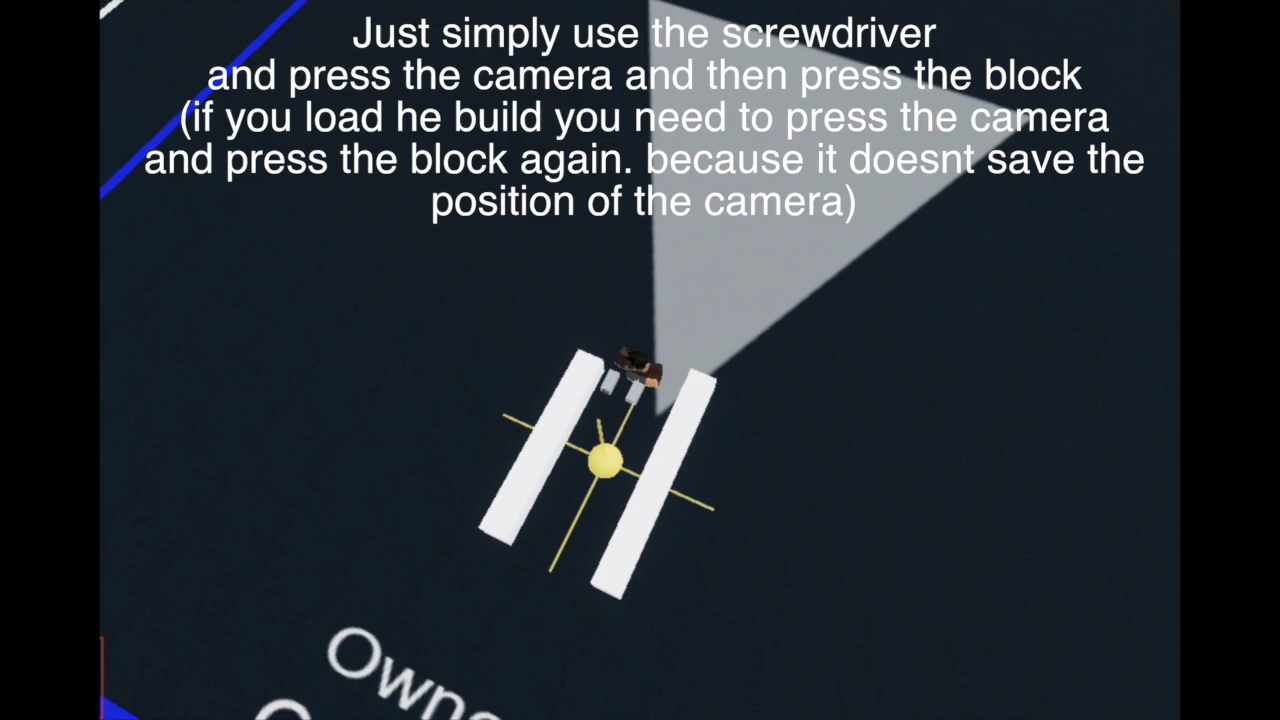 Just simply use the screwdriver
and press the camera and then press the block
(if you load he build you need to press the camera
and press the block again. because it doesnt save the
position of the camera)